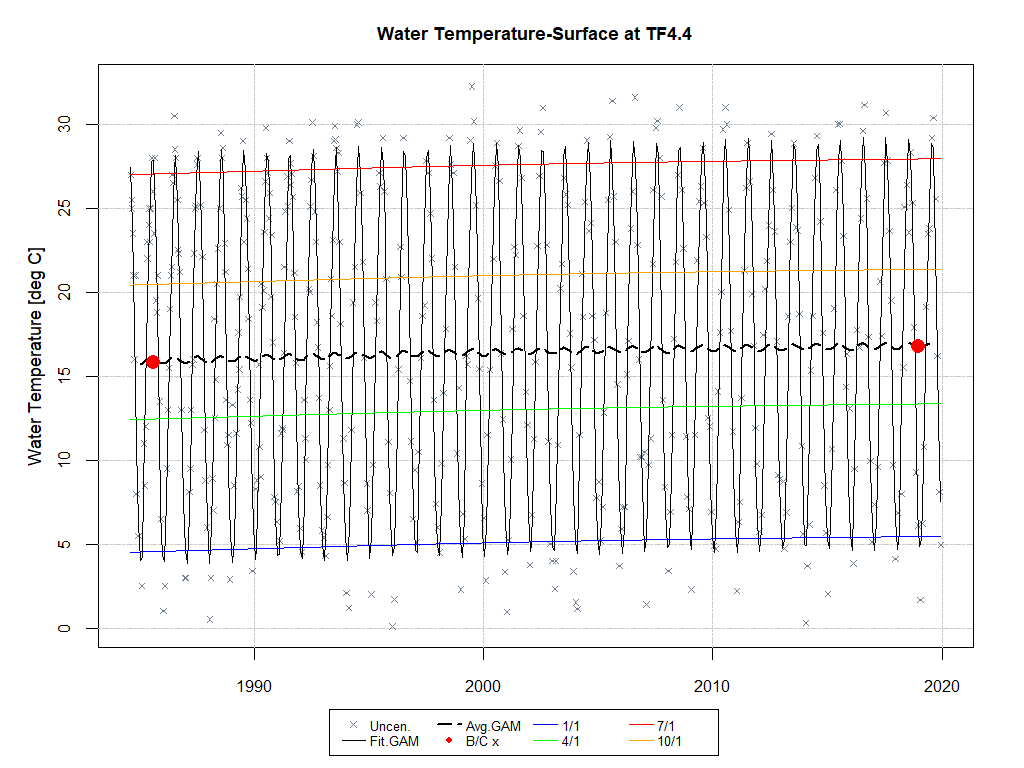 Water Temperature-Surface at TF4.4
Water Temperature [deg C]
30
25
20
15
10
5
0
1990 2000 2010 2020
Uncen. Avg.GAM 1/1 7/1
Fit.GAM B/C x 4/1 10/1